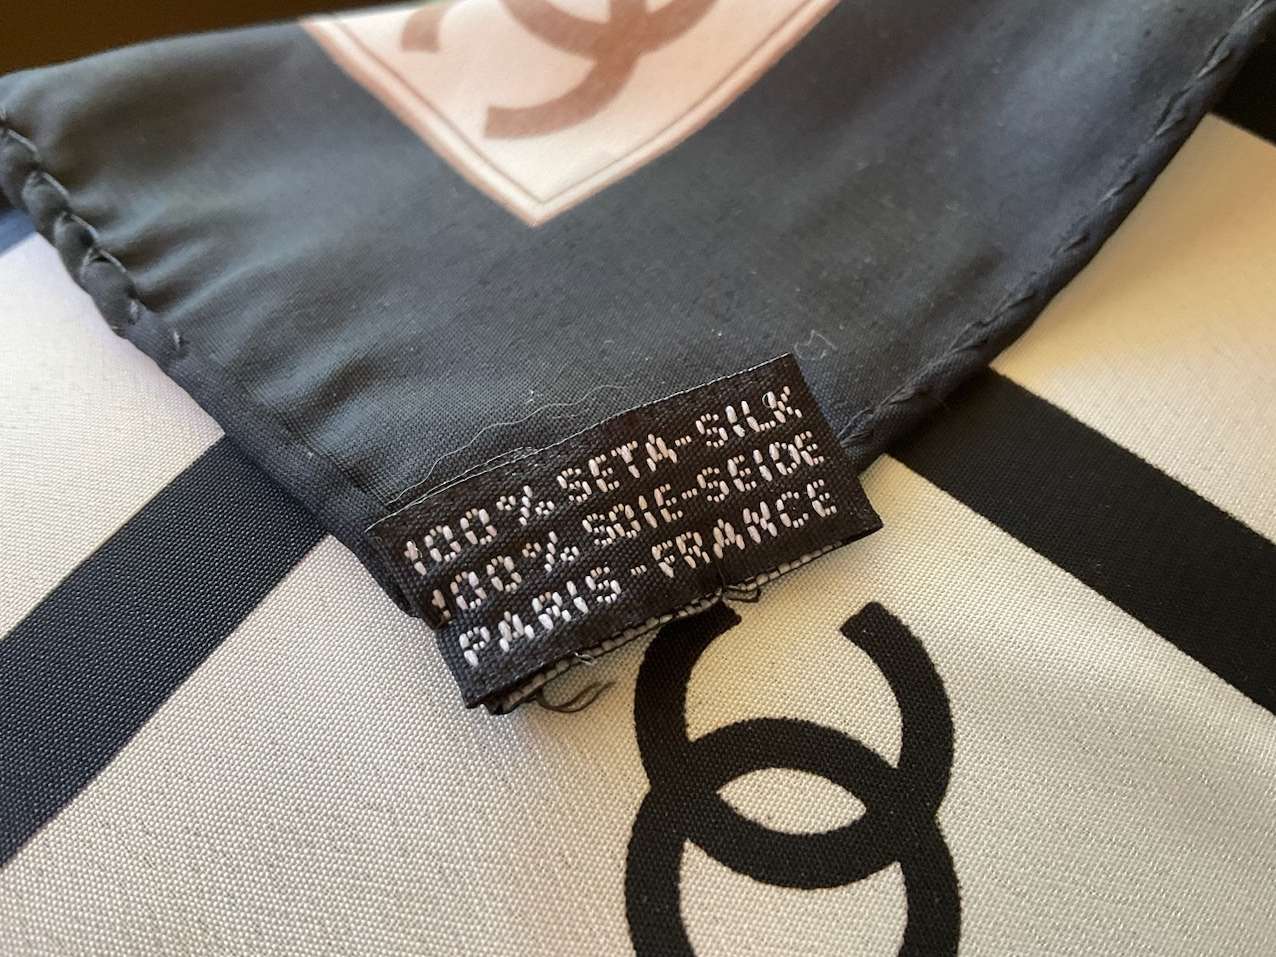 100% SETA-SILK
100% SOIE-SEIDE
PARIS - FRANCE